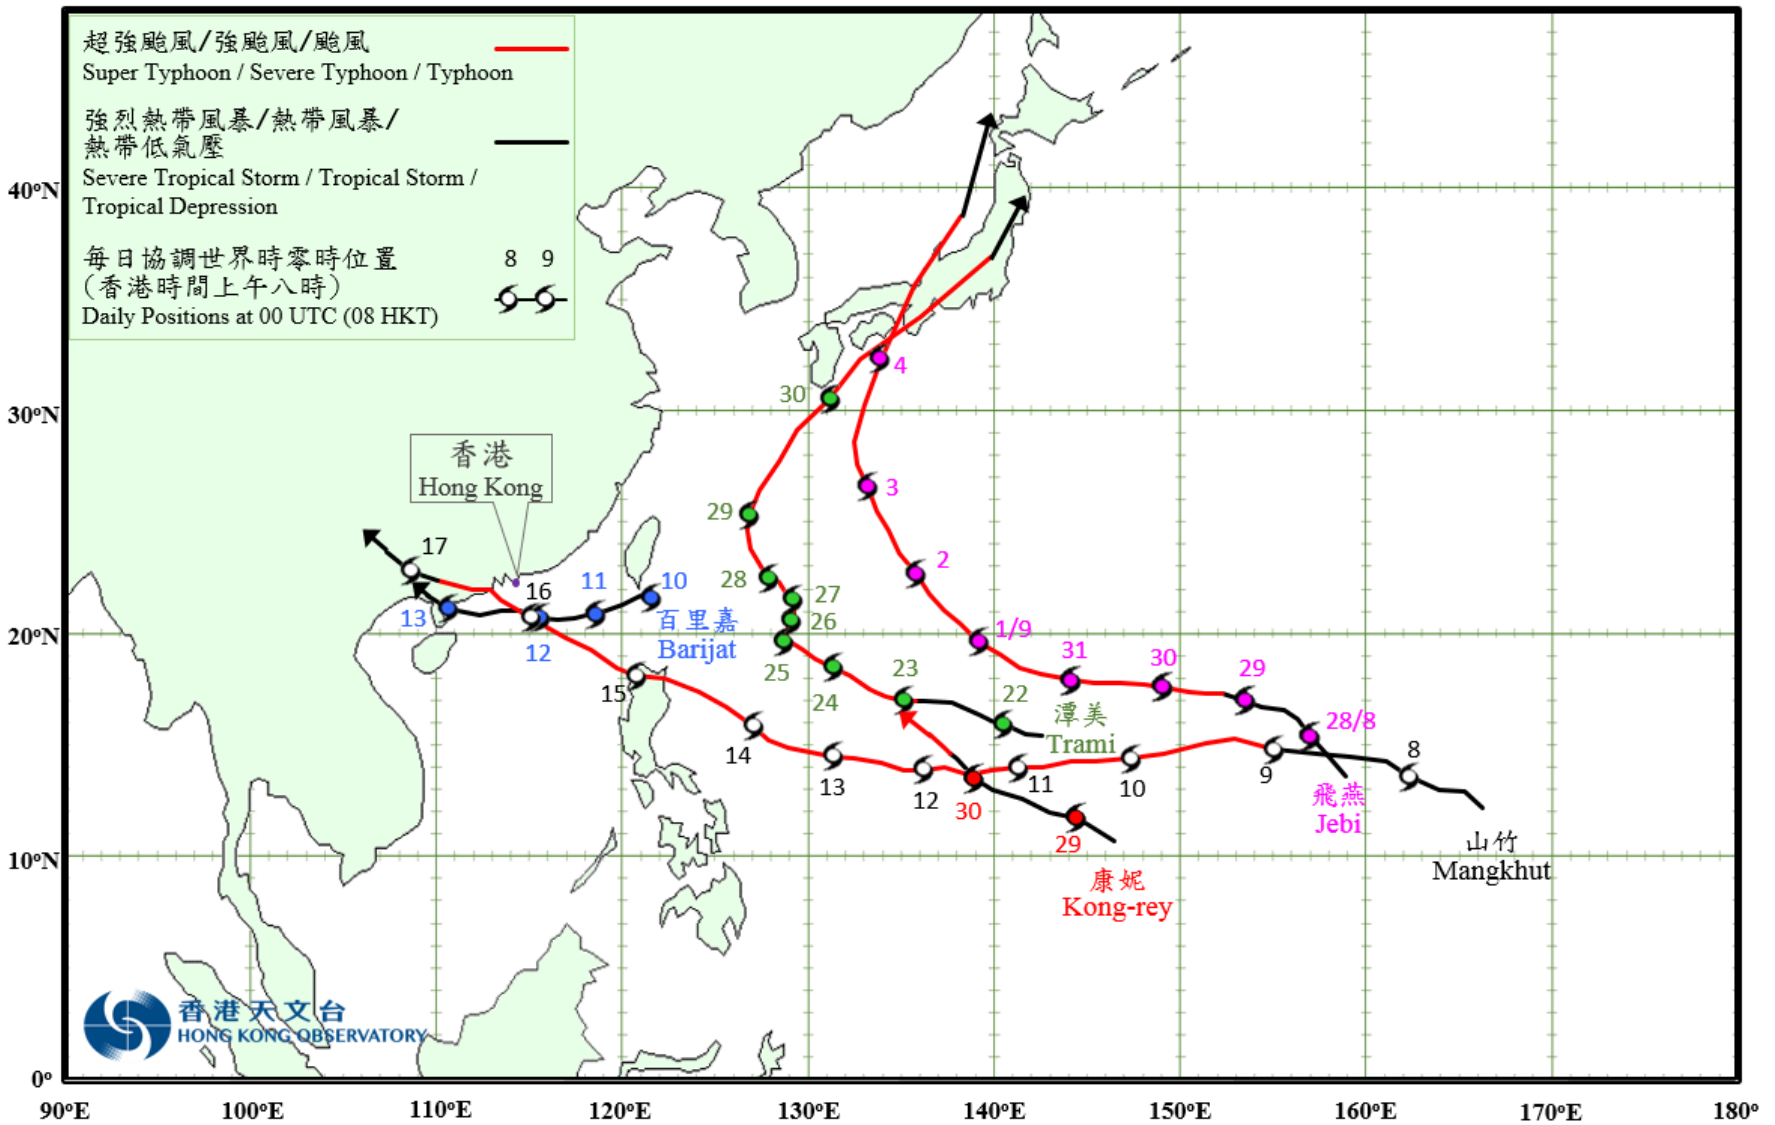 超強颱風/強颱風/颱風
Super Typhoon / Severe Typhoon / Typhoon
強烈熱帶風暴/熱帶風暴/
熱帶低氣壓
Severe Tropical Storm / Tropical Storm /
Tropical Depression
每日協調世界時零時位置
(香港時間上午八時)
Daily Positions at 00 UTC (08 HKT)
8 9
40°N
30°N
20°N
10°N
0°
香港
Hong Kong
17
16
15
14
13
12
11
10
9
8
山竹
Mangkhut
13
12
11
10
百里嘉
Barijat
30
29
28
27
26
25
24
23
22
潭美
Trami
4
3
2
1/9
31
30
29
28/8
飛燕
Jebi
30
29
康妮
Kong-rey
香港天文台
HONG KONG OBSERVATORY
90°E 100°E 110°E 120°E 130°E 140°E 150°E 160°E 170°E 180°